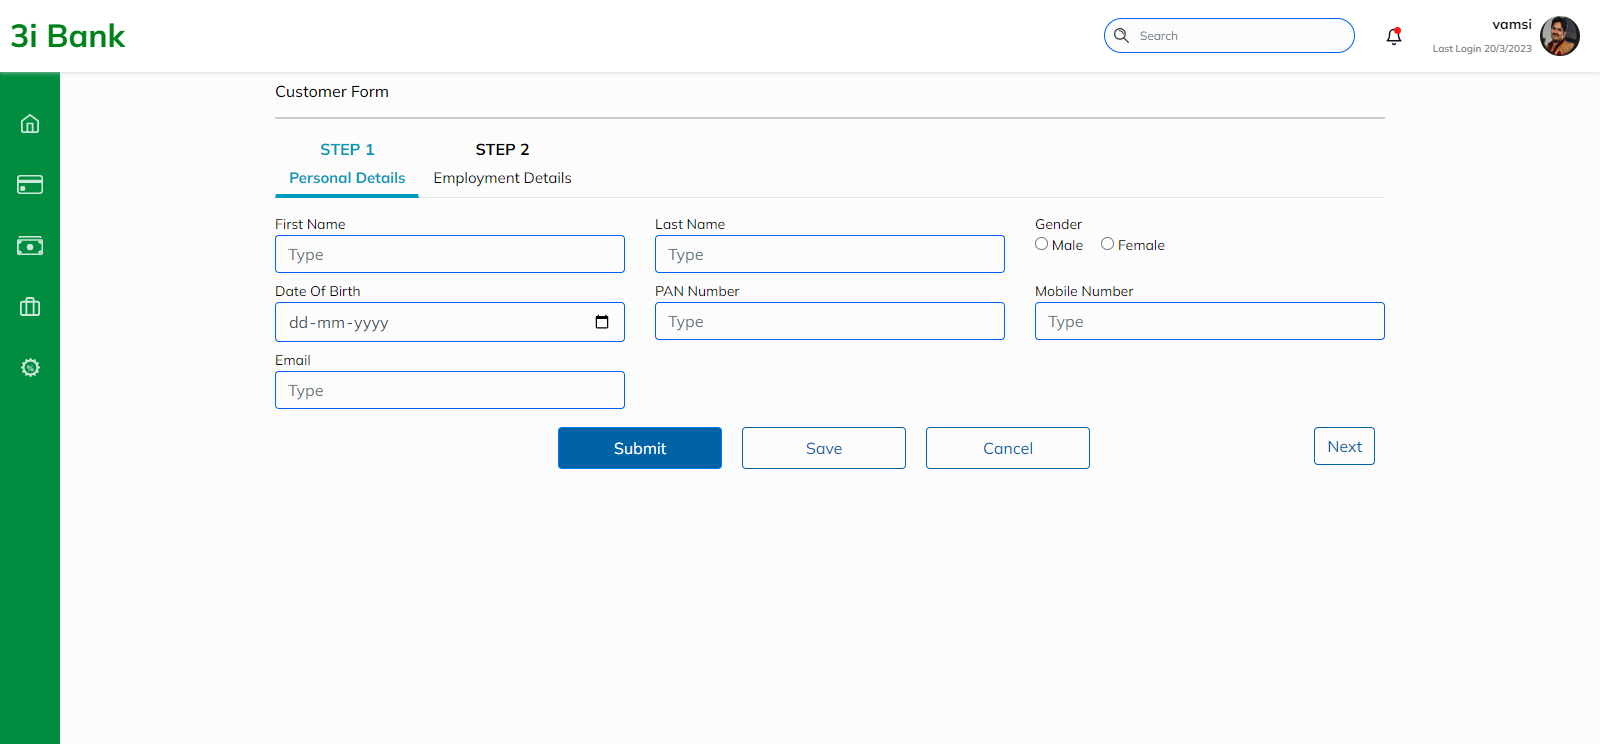 3i Bank
Search
vamsi
Last Login 20/3/2023
Customer Form
STEP 1
Personal Details
STEP 2
Employment Details
First Name
Type
Last Name
Type
Gender
Male
Female
Date Of Birth
dd-mm-yyyy
PAN Number
Type
Mobile Number
Type
Email
Type
Submit
Save
Cancel
Next